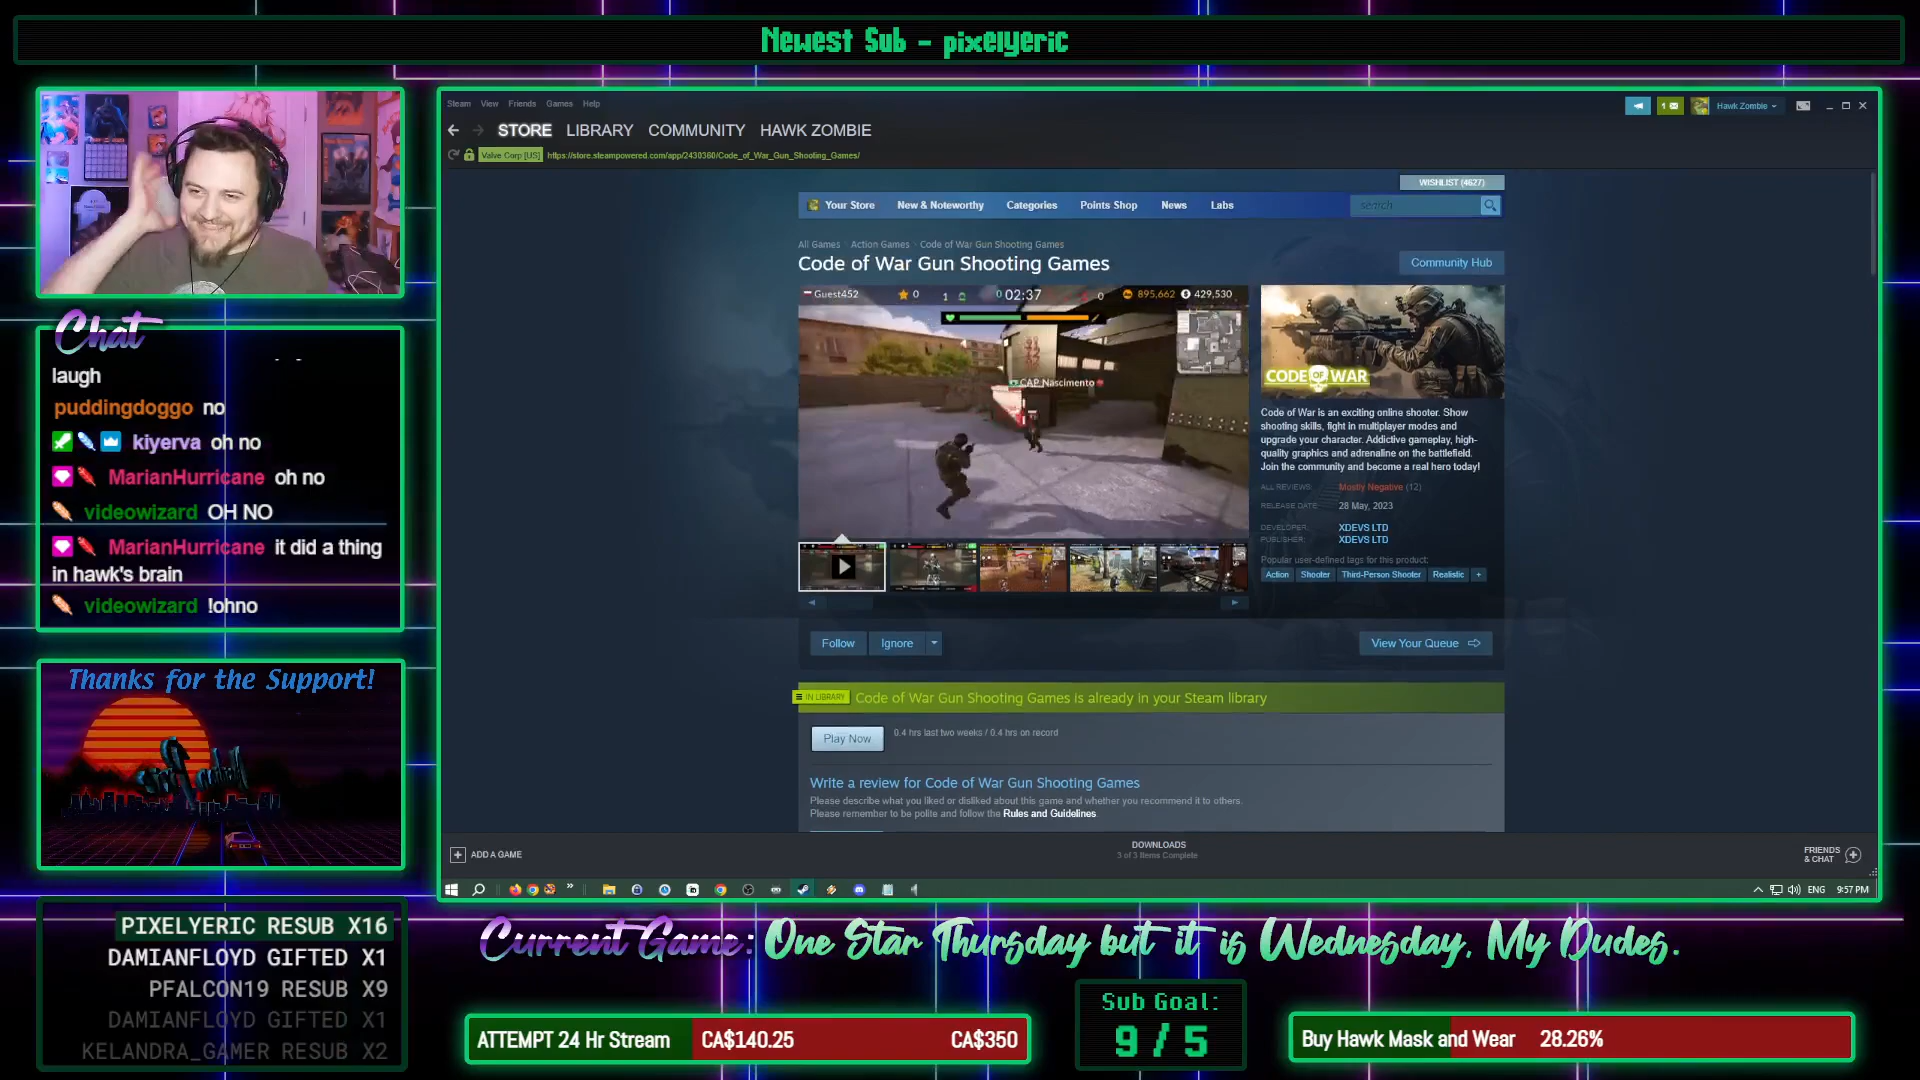 Newest Sub - pixelyeric
Steam View Friends Games Help
1
Hawk Zombie
STORE LIBRARY COMMUNITY HAWK ZOMBIE
Valve Corp [US] https://store.steampowered.com/app/2430360/Code_of_War_Gun_Shooting_Games/
WISHLIST (4627)
Your Store New & Noteworthy Categories Points Shop News Labs search
All Games Action Games Code of War Gun Shooting Games
Code of War Gun Shooting Games
Community Hub
Guest452 0 1 0 02:37 0 895,662 429,530
CAP Nascimento
CODE OF WAR
Code of War is an exciting online shooter. Show
shooting skills, fight in multiplayer modes and
upgrade your character. Addictive gameplay, high-
quality graphics and adrenaline on the battlefield.
Join the community and become a real hero today!
ALL REVIEWS: Mostly Negative (12)
RELEASE DATE: 28 May, 2023
DEVELOPER: XDEVS LTD
PUBLISHER: XDEVS LTD
Popular user-defined tags for this product:
Action Shooter Third-Person Shooter Realistic +
Follow Ignore
View Your Queue
IN LIBRARY Code of War Gun Shooting Games is already in your Steam library
Play Now 0.4 hrs last two weeks / 0.4 hrs on record
Write a review for Code of War Gun Shooting Games
Please describe what you liked or disliked about this game and whether you recommend it to others.
Please remember to be polite and follow the Rules and Guidelines.
ADD A GAME
DOWNLOADS
3 of 3 Items Complete
FRIENDS
& CHAT
ENG 9:57 PM
Chat
laugh
puddingdoggo no
kiyerva oh no
MarianHurricane oh no
videowizard OH NO
MarianHurricane it did a thing
in hawk's brain
videowizard !ohno
Thanks for the Support!
PIXELYERIC RESUB X16
DAMIANFLOYD GIFTED X1
PFALCON19 RESUB X9
DAMIANFLOYD GIFTED X1
KELANDRA_GAMER RESUB X2
Current Game: One Star Thursday but it is Wednesday, My Dudes.
ATTEMPT 24 Hr Stream CA$140.25 CA$350
Sub Goal:
9 / 5
Buy Hawk Mask and Wear 28.26%